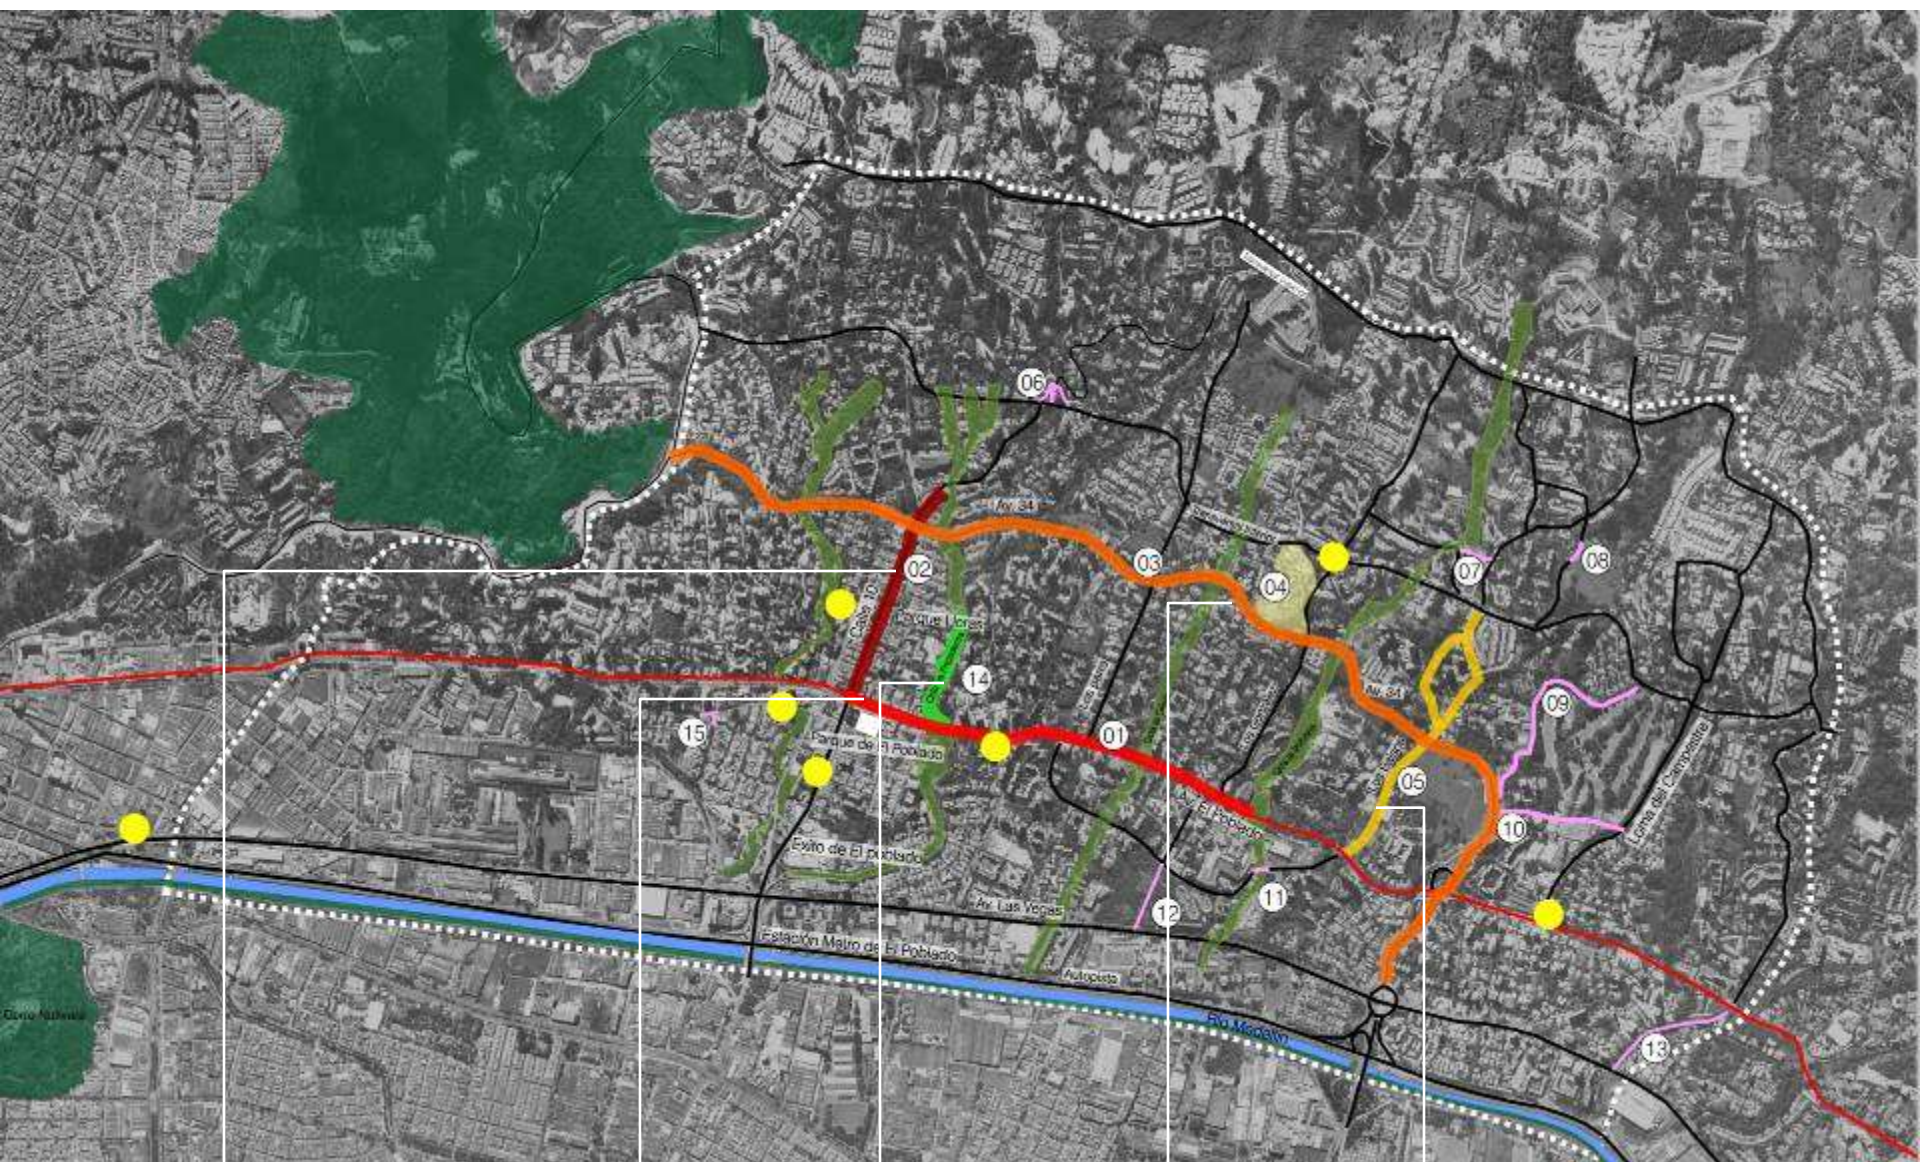 06
Av. 34
03
04
07
08
02
Calle 10
Parque Lleras
14
Av. 34
09
15
Parque de El Poblado
01
05
El Poblado
10
Loma del Campestre
Exito de El poblado
11
12
Av. Las Vegas
Estación Metro de El Poblado
Autopista
Río Medellín
13